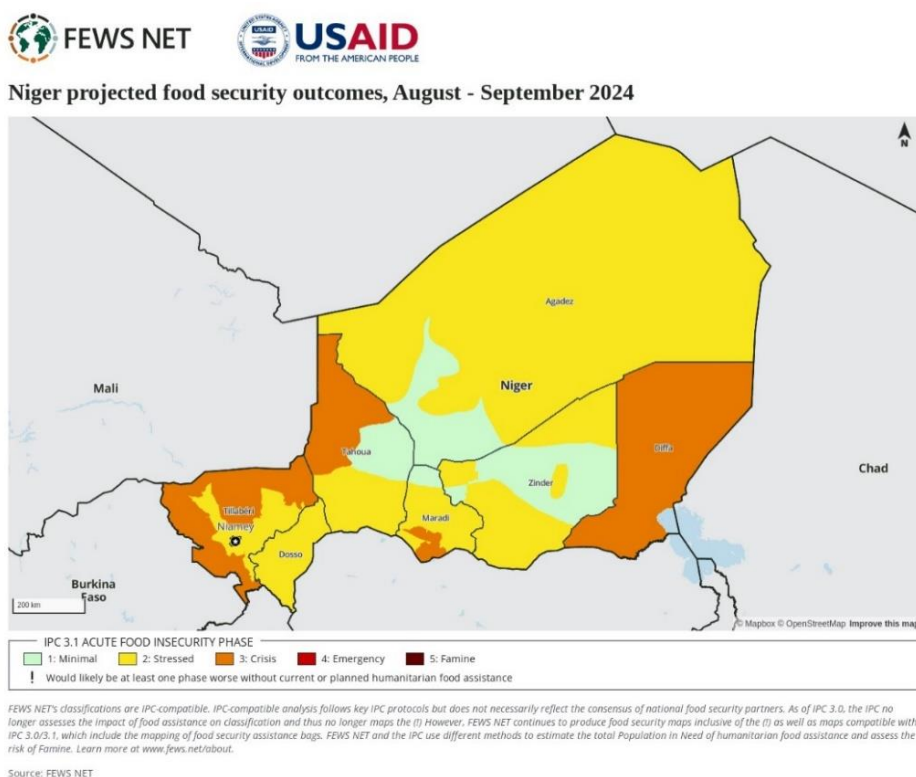 FEWS NET
UNITED STATES AGENCY
INTERNATIONAL DEVELOPMENT
USAID
USAID
FROM THE AMERICAN PEOPLE
Niger projected food security outcomes, August - September 2024
N
Agadez
Mali
Niger
Tahoua
Diffa
Chad
Zinder
Tillabéri
Maradi
Niamey
Dosso
Burkina
Faso
200 km
© Mapbox © OpenStreetMap Improve this map
IPC 3.1 ACUTE FOOD INSECURITY PHASE
1: Minimal 2: Stressed 3: Crisis 4: Emergency 5: Famine
! Would likely be at least one phase worse without current or planned humanitarian food assistance
FEWS NET's classifications are IPC-compatible. IPC-compatible analysis follows key IPC protocols but does not necessarily reflect the consensus of national food security partners. As of IPC 3.0, the IPC no
longer assesses the impact of food assistance on classification and thus no longer maps the (!) However, FEWS NET continues to produce food security maps inclusive of the (!) as well as maps compatible with
IPC 3.0/3.1, which include the mapping of food security assistance bags. FEWS NET and the IPC use different methods to estimate the total Population in Need of humanitarian food assistance and assess the
risk of Famine. Learn more at www.fews.net/about.
Source: FEWS NET